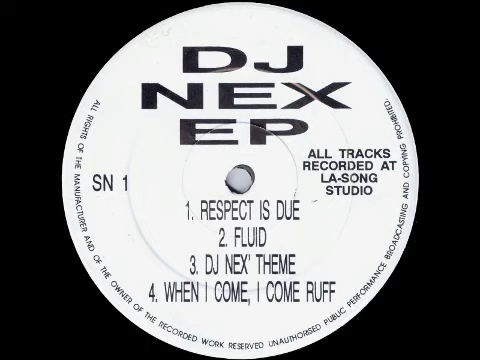 DJ
NEX
EP
SN 1
ALL TRACKS
RECORDED AT
LA-SONG
STUDIO
1. RESPECT IS DUE
2. FLUID
3. DJ NEX' THEME
4. WHEN I COME, I COME RUFF
ALL RIGHTS OF THE MANUFACTURER AND OF THE OWNER OF THE RECORDED WORK RESERVED UNAUTHORISED PUBLIC PERFORMANCE BROADCASTING AND COPING PROHIBITED.